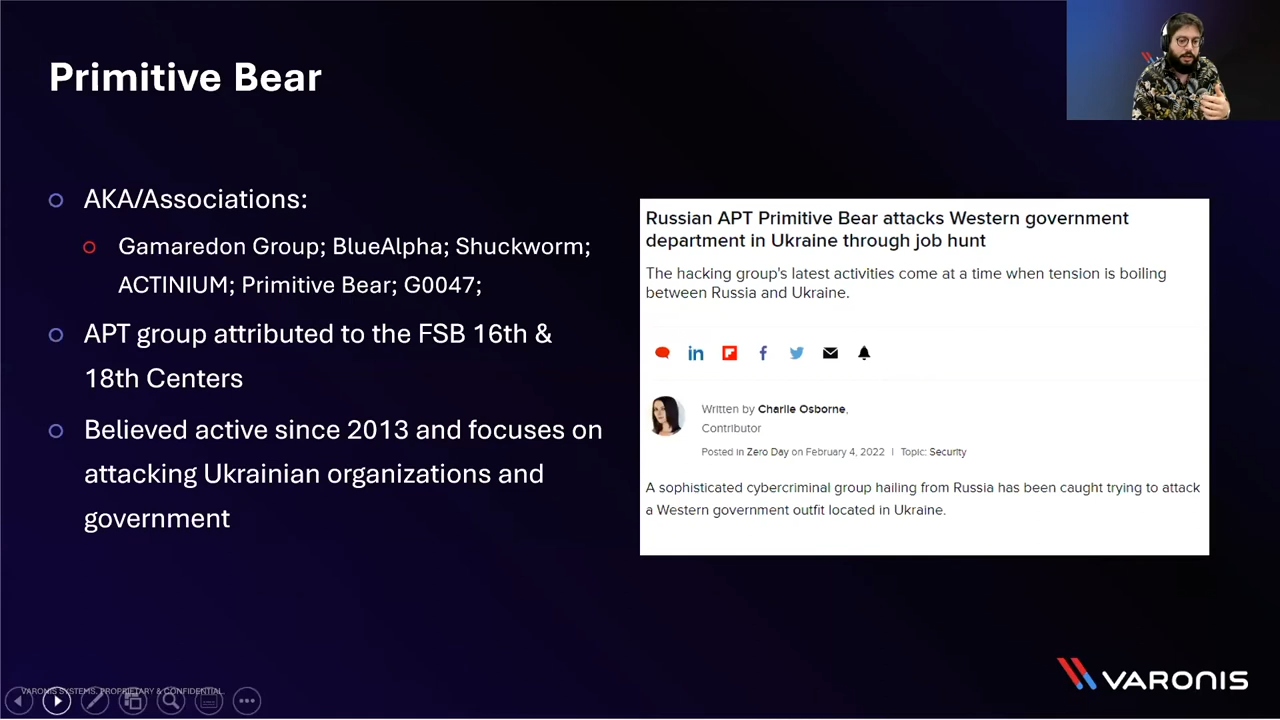 Primitive Bear
AKA/Associations:
Gamaredon Group; BlueAlpha; Shuckworm;
ACTINIUM; Primitive Bear; G0047;
APT group attributed to the FSB 16th &
18th Centers
Believed active since 2013 and focuses on
attacking Ukrainian organizations and
government
Russian APT Primitive Bear attacks Western government
department in Ukraine through job hunt
The hacking group's latest activities come at a time when tension is boiling
between Russia and Ukraine.
in
f
Written by Charlie Osborne,
Contributor
Posted in Zero Day on February 4, 2022 | Topic: Security
A sophisticated cybercriminal group hailing from Russia has been caught trying to attack
a Western government outfit located in Ukraine.
VARONIS SYSTEMS. PROPRIETARY & CONFIDENTIAL.
VARONIS